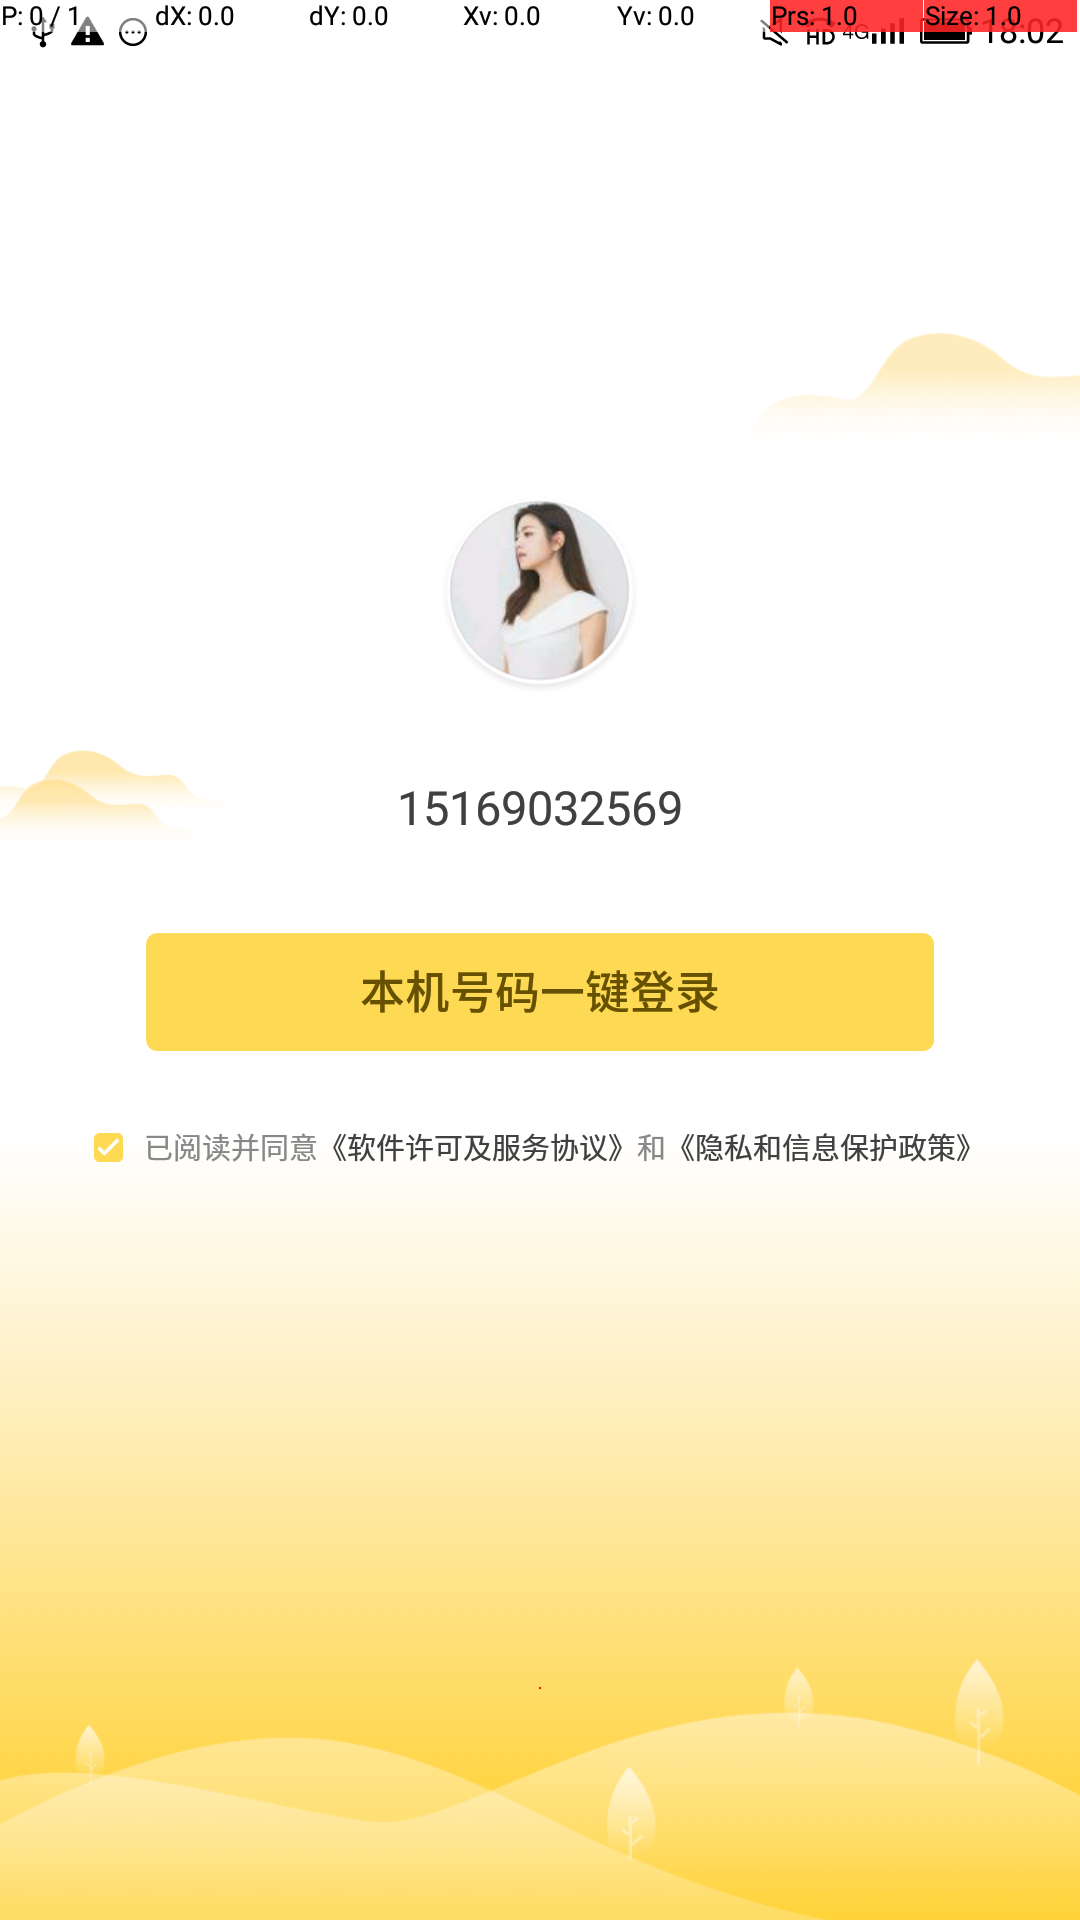 P: 0 / 1 dX: 0.0 dY: 0.0 Xv: 0.0 Yv: 0.0 Prs: 1.0 Size: 1.0
HD 4G 18:02
15169032569
本机号码一键登录
已阅读并同意《软件许可及服务协议》和《隐私和信息保护政策》